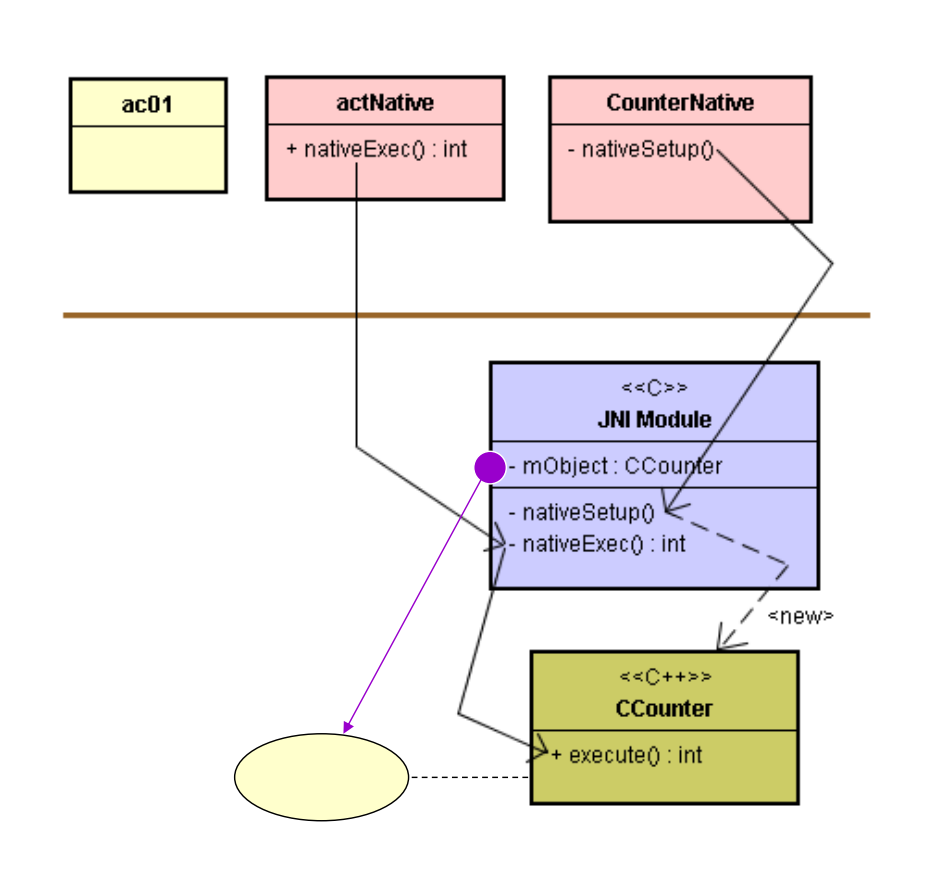 ac01
actNative
+ nativeExec() : int
CounterNative
- nativeSetup()
<<C>>
JNI Module
- mObject : CCounter
- nativeSetup()
- nativeExec() : int
<new>
<<C++>>
CCounter
+ execute() : int